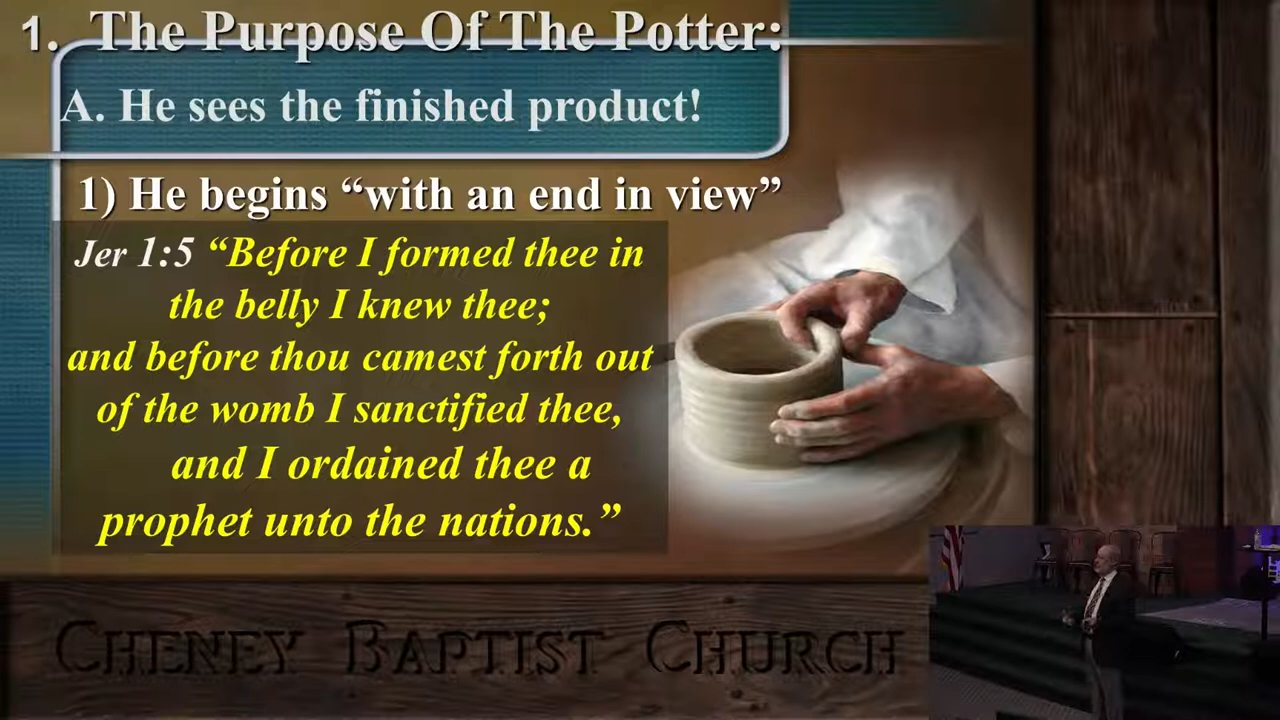 1. The Purpose Of The Potter:
A. He sees the finished product!
1) He begins “with an end in view”
Jer 1:5 “Before I formed thee in
the belly I knew thee;
and before thou camest forth out
of the womb I sanctified thee,
and I ordained thee a
prophet unto the nations.”
Cheney Baptist Church